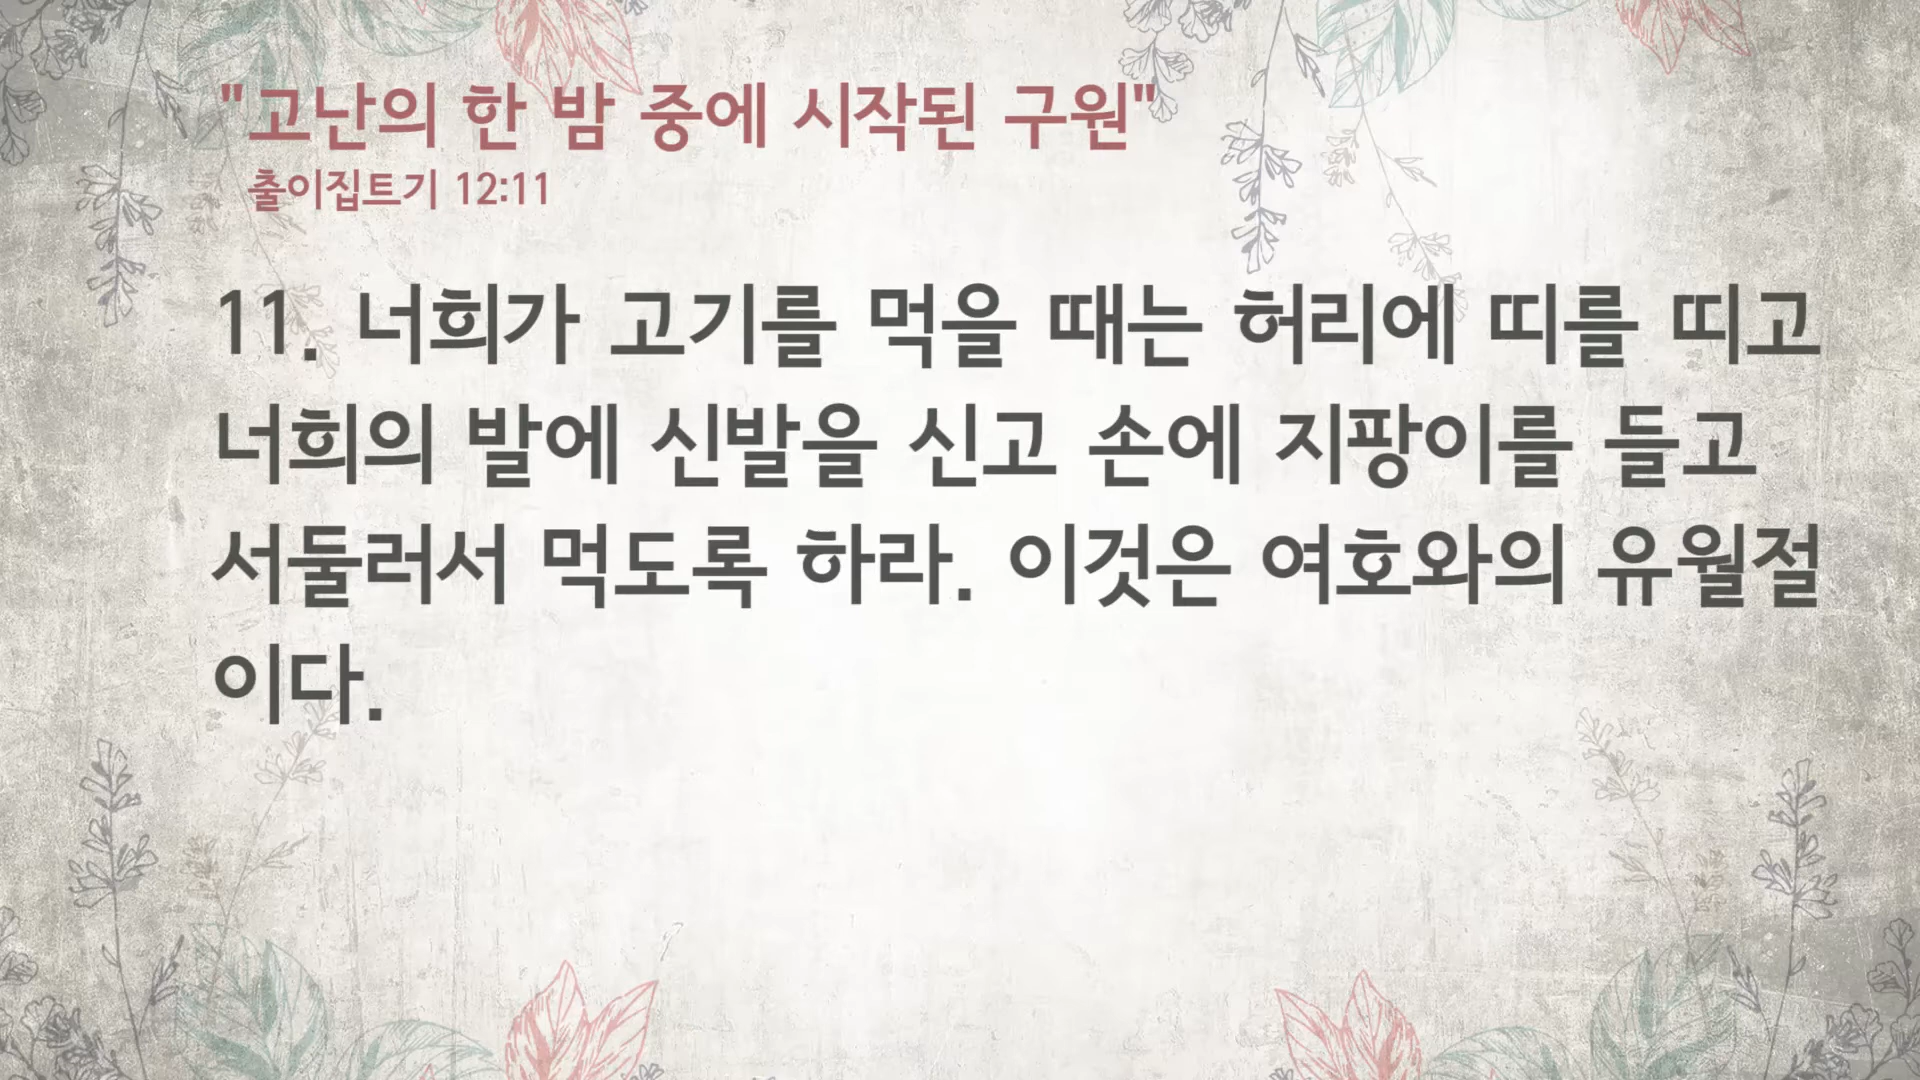 "고난의 한 밤 중에 시작된 구원"
출이집트기 12:11
11. 너희가 고기를 먹을 때는 허리에 띠를 띠고
너희의 발에 신발을 신고 손에 지팡이를 들고
서둘러서 먹도록 하라. 이것은 여호와의 유월절
이다.